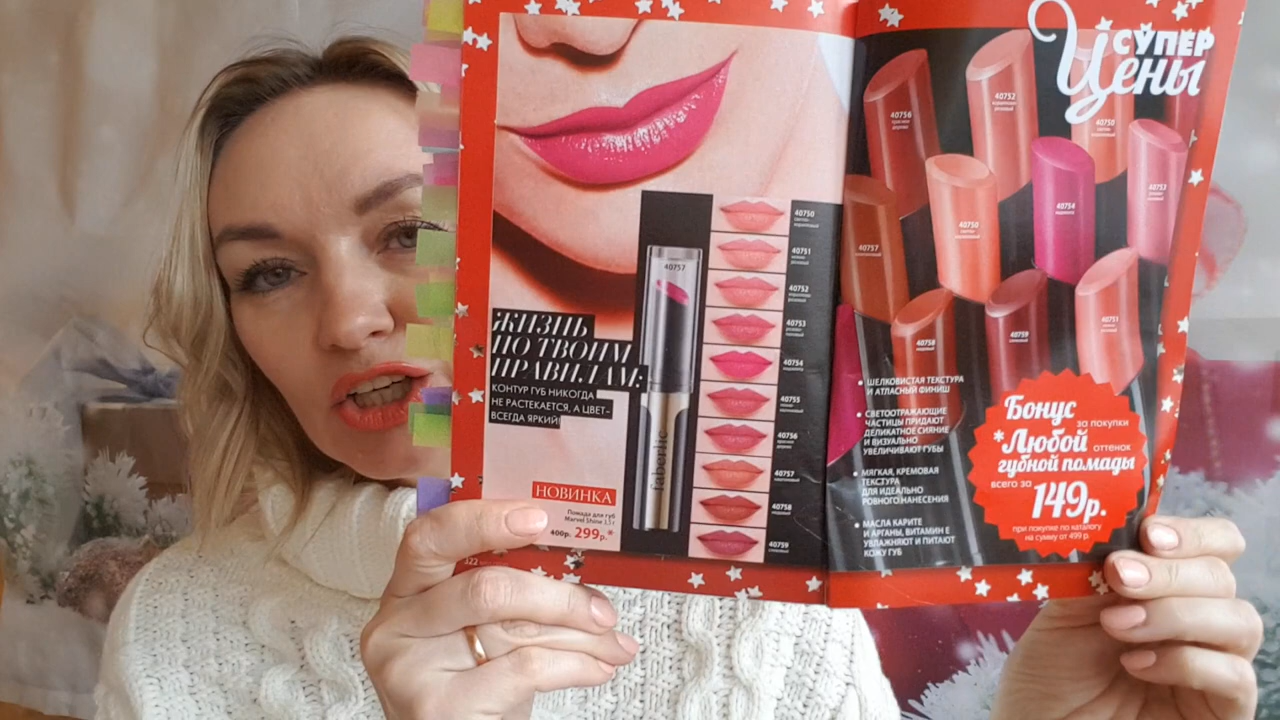 ЖИЗНЬ
ПО ТВОИМ
ПРАВИЛАМ:
КОНТУР ГУБ НИКОГДА
НЕ РАСТЕКАЕТСЯ, А ЦВЕТ–
ВСЕГДА ЯРКИЙ!
НОВИНКА
Помада для губ
400р. 299р.*
122
40757
faberlic
40750
40751
40752
40753
40754
40755
40756
40757
40758
40759
СУПЕР
Цены
40756
40752
40750
40757
40750
40754
40753
40758
40759
40751
• ШЕЛКОВИСТАЯ ТЕКСТУРА
И АТЛАСНЫЙ ФИНИШ
• СВЕТООТРАЖАЮЩИЕ
ЧАСТИЦЫ ПРИДАЮТ
ДЕЛИКАТНОЕ СИЯНИЕ
И ВИЗУАЛЬНО
УВЕЛИЧИВАЮТ ГУБЫ
• МЯГКАЯ, КРЕМОВАЯ
ТЕКСТУРА
ДЛЯ ИДЕАЛЬНО
РОВНОГО НАНЕСЕНИЯ
• МАСЛА КАРИТЕ
И АРГАНЫ, ВИТАМИН Е
УВЛАЖНЯЮТ И ПИТАЮТ
КОЖУ ГУБ
Бонус
за покупки
*Любой оттенок
губной помады
всего за 149р.
при покупке по каталогу
на сумму от 499 р.